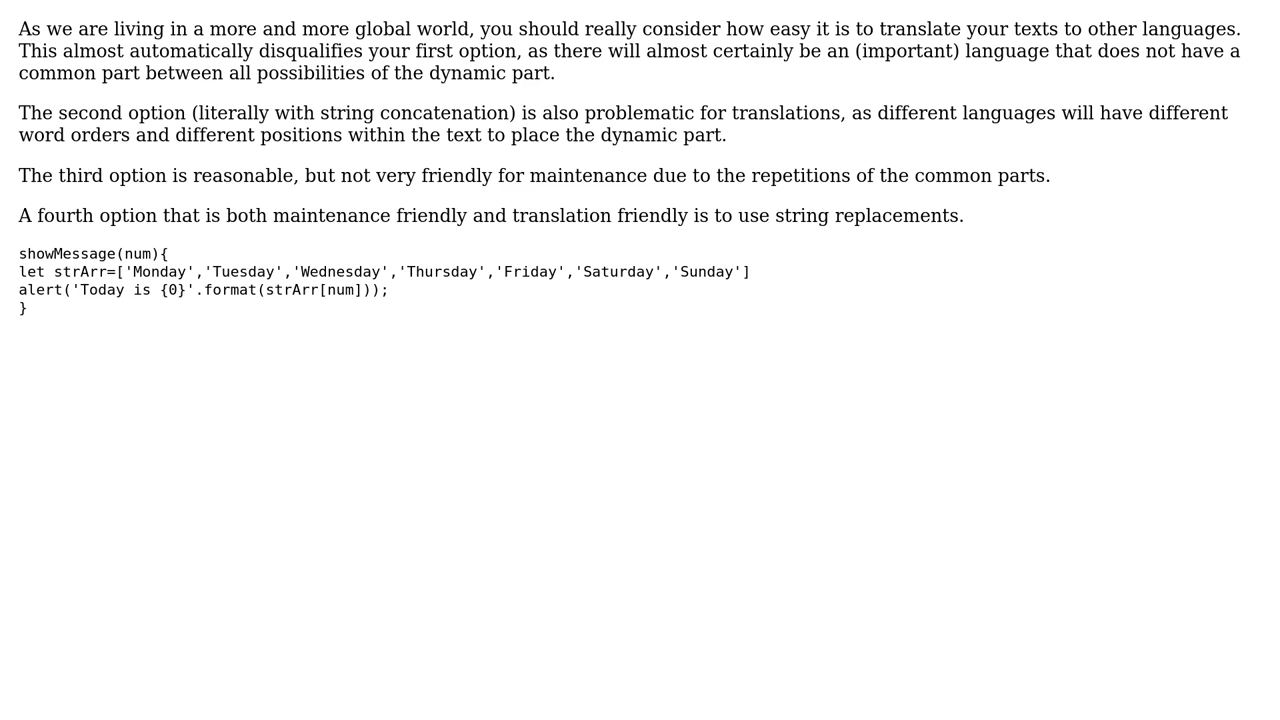 As we are living in a more and more global world, you should really consider how easy it is to translate your texts to other languages.
This almost automatically disqualifies your first option, as there will almost certainly be an (important) language that does not have a
common part between all possibilities of the dynamic part.
The second option (literally with string concatenation) is also problematic for translations, as different languages will have different
word orders and different positions within the text to place the dynamic part.
The third option is reasonable, but not very friendly for maintenance due to the repetitions of the common parts.
A fourth option that is both maintenance friendly and translation friendly is to use string replacements.
showMessage(num){
let strArr=['Monday','Tuesday','Wednesday','Thursday','Friday','Saturday','Sunday']
alert('Today is {0}'.format(strArr[num]));
}